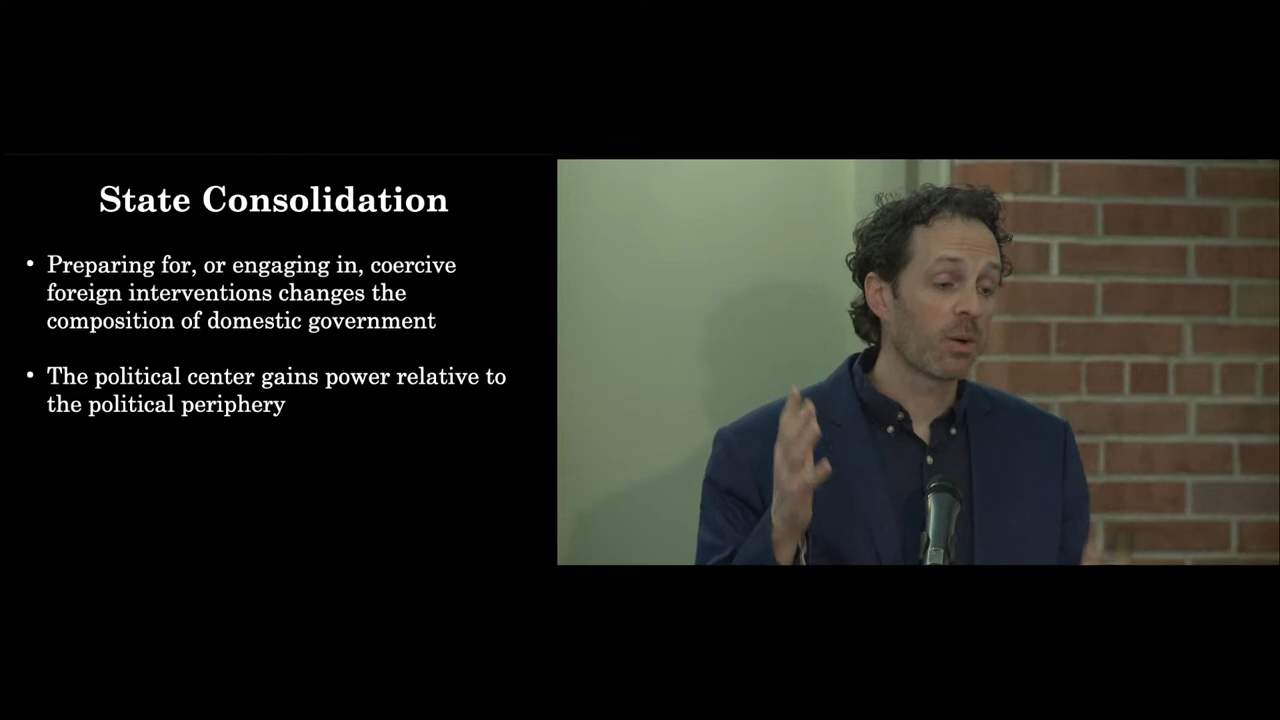 State Consolidation
• Preparing for, or engaging in, coercive
foreign interventions changes the
composition of domestic government
• The political center gains power relative to
the political periphery